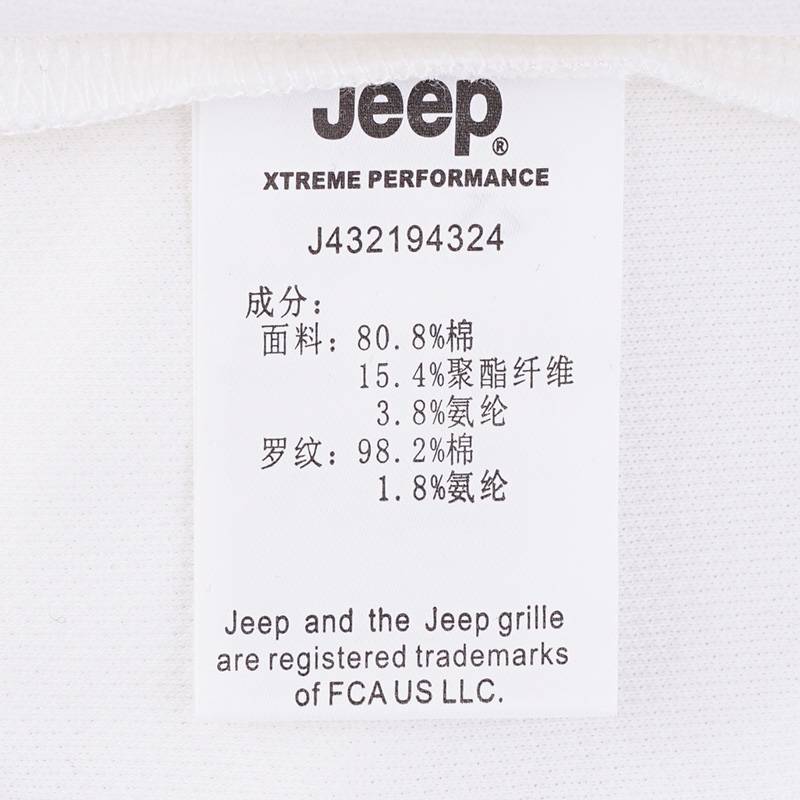 Jeep®
XTREME PERFORMANCE
J432194324
成分：
面料：80.8%棉
15.4%聚酯纤维
3.8%氨纶
罗纹：98.2%棉
1.8%氨纶
Jeep and the Jeep grille
are registered trademarks
of FCA US LLC.